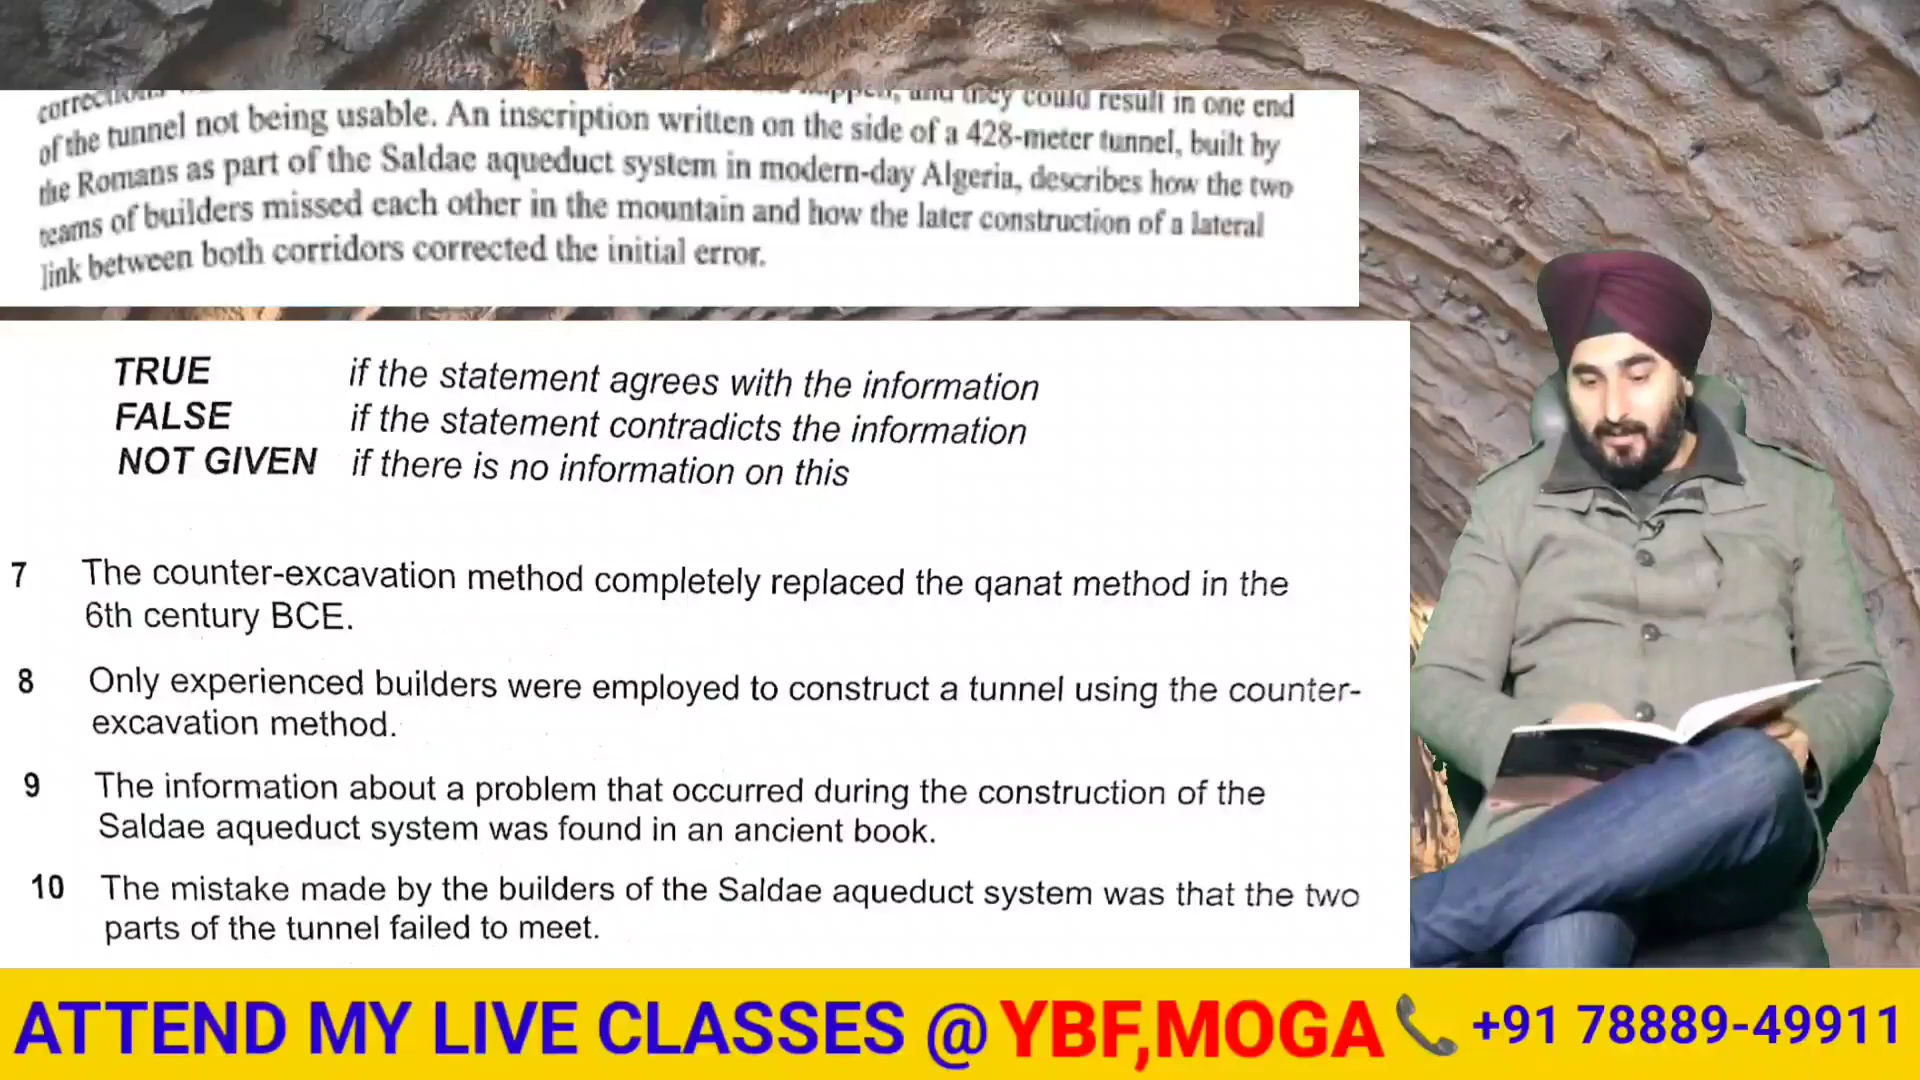 could result in one end
of the tunnel not being usable. An inscription written on the side of a 428-meter tunnel, built by
the Romans as part of the Saldae aqueduct system in modern-day Algeria, describes how the two
teams of builders missed each other in the mountain and how the later construction of a lateral
link between both corridors corrected the initial error.
TRUE if the statement agrees with the information
FALSE if the statement contradicts the information
NOT GIVEN if there is no information on this
7 The counter-excavation method completely replaced the qanat method in the
6th century BCE.
8 Only experienced builders were employed to construct a tunnel using the counter-
excavation method.
9 The information about a problem that occurred during the construction of the
Saldae aqueduct system was found in an ancient book.
10 The mistake made by the builders of the Saldae aqueduct system was that the two
parts of the tunnel failed to meet.
ATTEND MY LIVE CLASSES @ YBF,MOGA +91 78889-49911